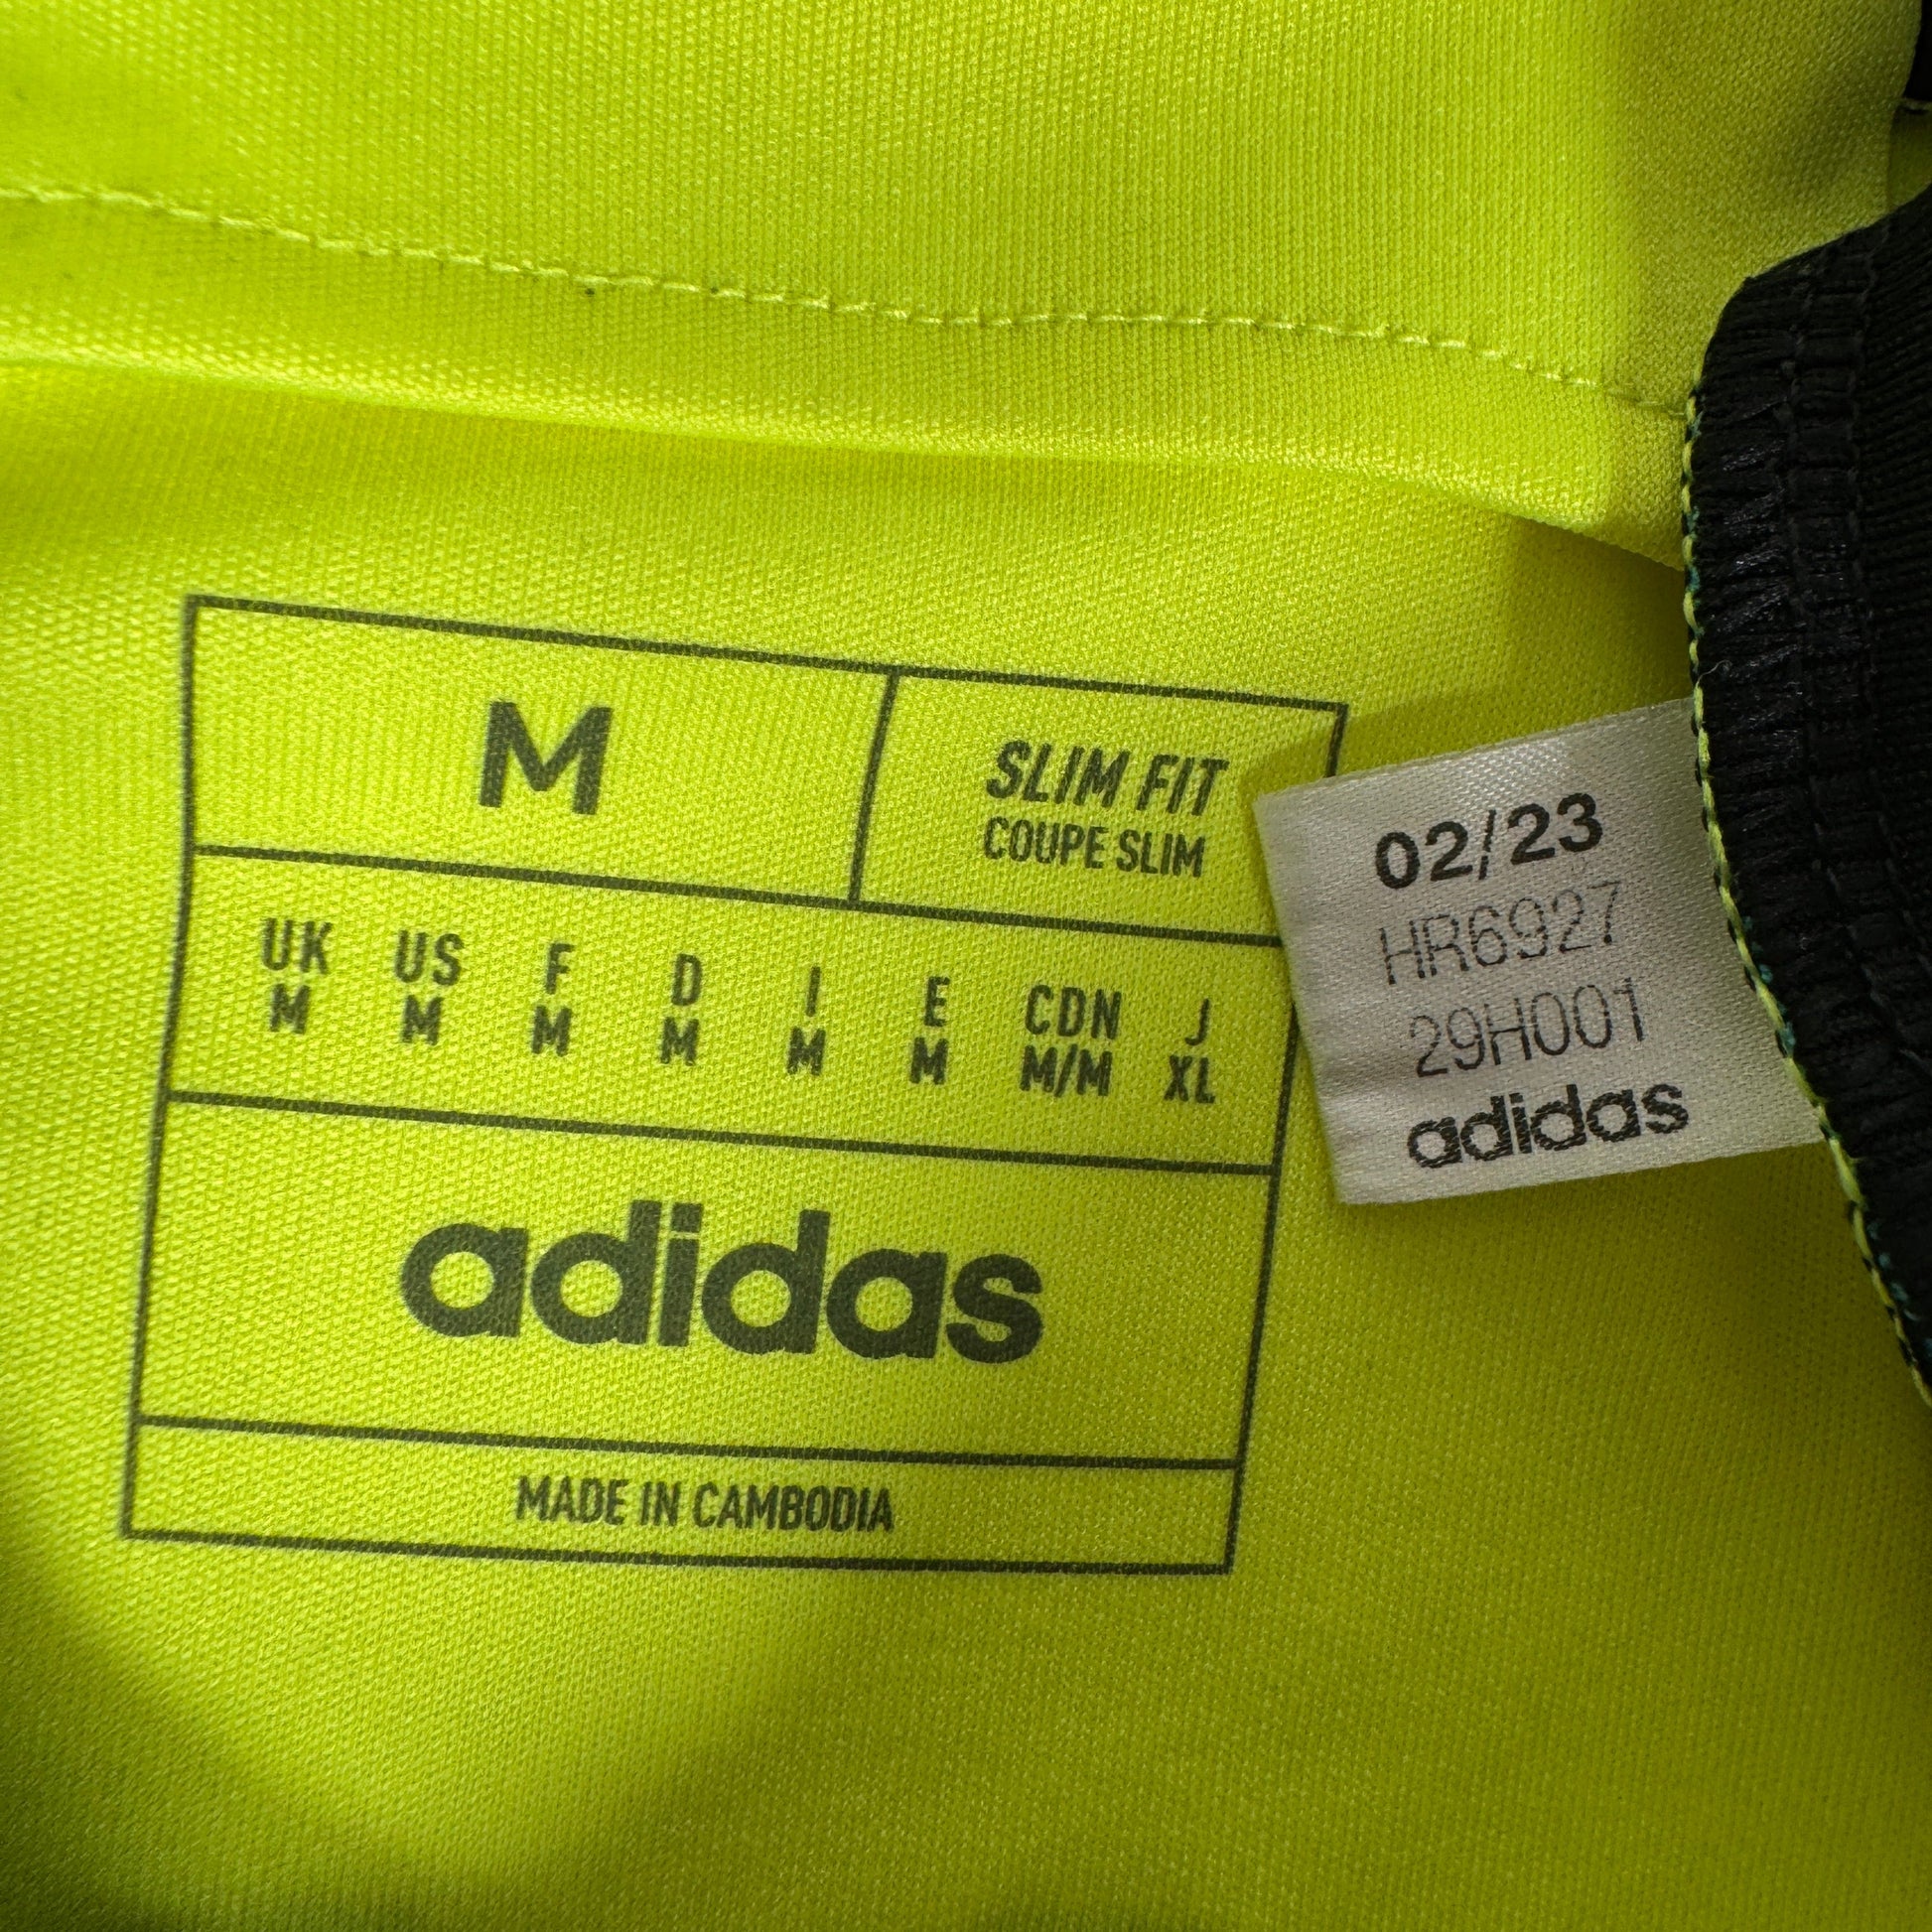 M
SLIM FIT
COUPE SLIM
UK US F D I E CDN J
M M M M M M M/M XL
adidas
MADE IN CAMBODIA
02/23
HR6927
29H001
adidas